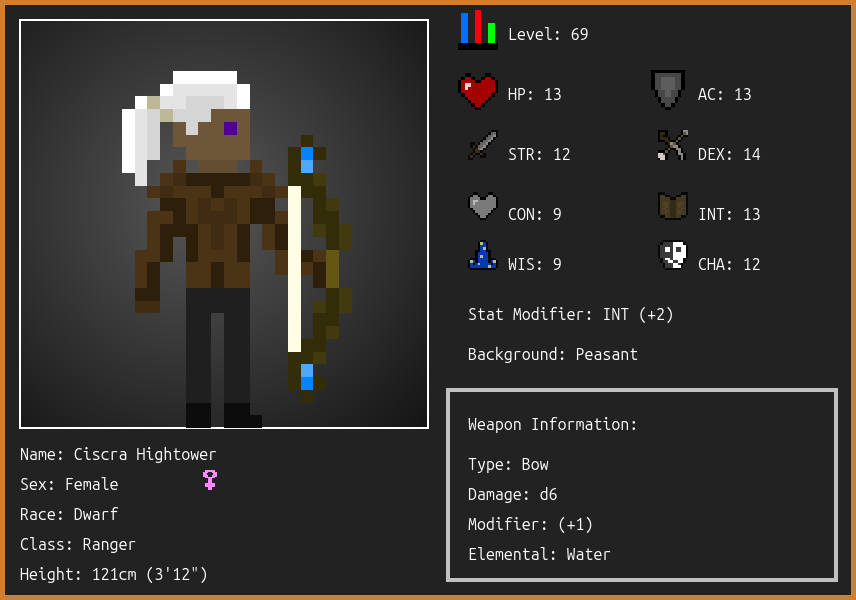 Level: 69
HP: 13
AC: 13
STR: 12
DEX: 14
CON: 9
INT: 13
WIS: 9
CHA: 12
Stat Modifier: INT (+2)
Background: Peasant
Weapon Information:
Type: Bow
Damage: d6
Modifier: (+1)
Elemental: Water
Name: Ciscra Hightower
Sex: Female
Race: Dwarf
Class: Ranger
Height: 121cm (3'12")